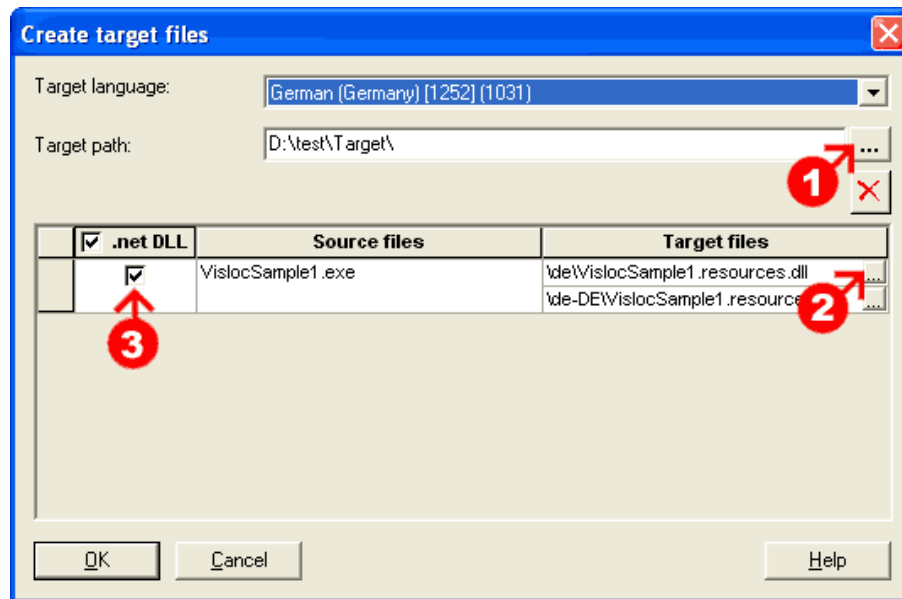 Create target files
Target language: German (Germany) [1252] (1031)
Target path: D:\test\Target\ ...
1
.net DLL Source files Target files
VislocSample1.exe \de\VislocSample1.resources.dll ...
\de-DE\VislocSample1.resource ...
2
3
OK Cancel Help